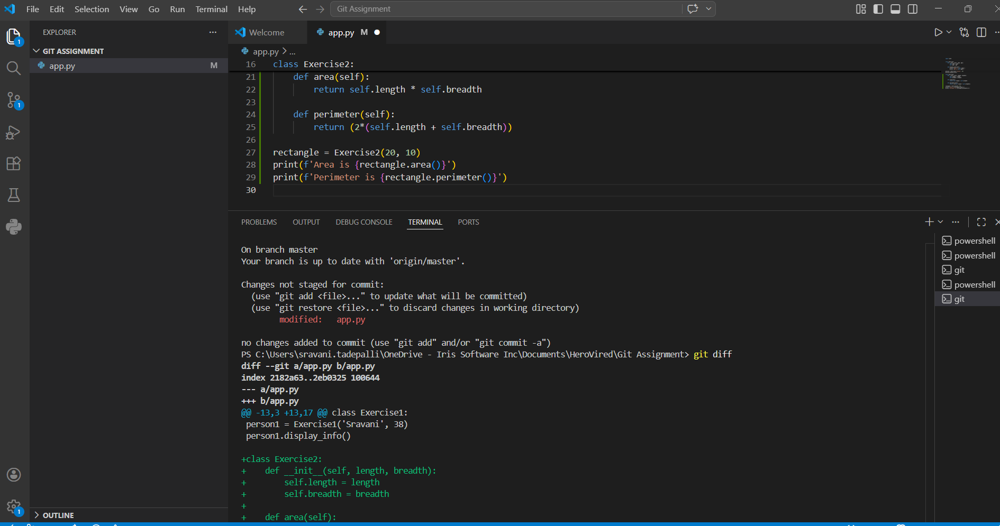 File Edit Selection View Go Run Terminal Help
Git Assignment
EXPLORER
GIT ASSIGNMENT
app.py M
OUTLINE
1
1
1
Welcome
app.py M
app.py > ...
16 class Exercise2:
21     def area(self):
22         return self.length * self.breadth
23
24     def perimeter(self):
25         return (2*(self.length + self.breadth))
26
27 rectangle = Exercise2(20, 10)
28 print(f'Area is {rectangle.area()}')
29 print(f'Perimeter is {rectangle.perimeter()}')
30
PROBLEMS OUTPUT DEBUG CONSOLE TERMINAL PORTS
On branch master
Your branch is up to date with 'origin/master'.
Changes not staged for commit:
  (use "git add <file>..." to update what will be committed)
  (use "git restore <file>..." to discard changes in working directory)
        modified:   app.py
no changes added to commit (use "git add" and/or "git commit -a")
PS C:\Users\sravani.tadepalli\OneDrive - Iris Software Inc\Documents\HeroVired\Git Assignment> git diff
diff --git a/app.py b/app.py
index 2182a63..2eb0325 100644
--- a/app.py
+++ b/app.py
@@ -13,3 +13,17 @@ class Exercise1:
 person1 = Exercise1('Sravani', 38)
 person1.display_info()
+class Exercise2:
+    def __init__(self, length, breadth):
+        self.length = length
+        self.breadth = breadth
+
+    def area(self):
powershell
powershell
git
powershell
git